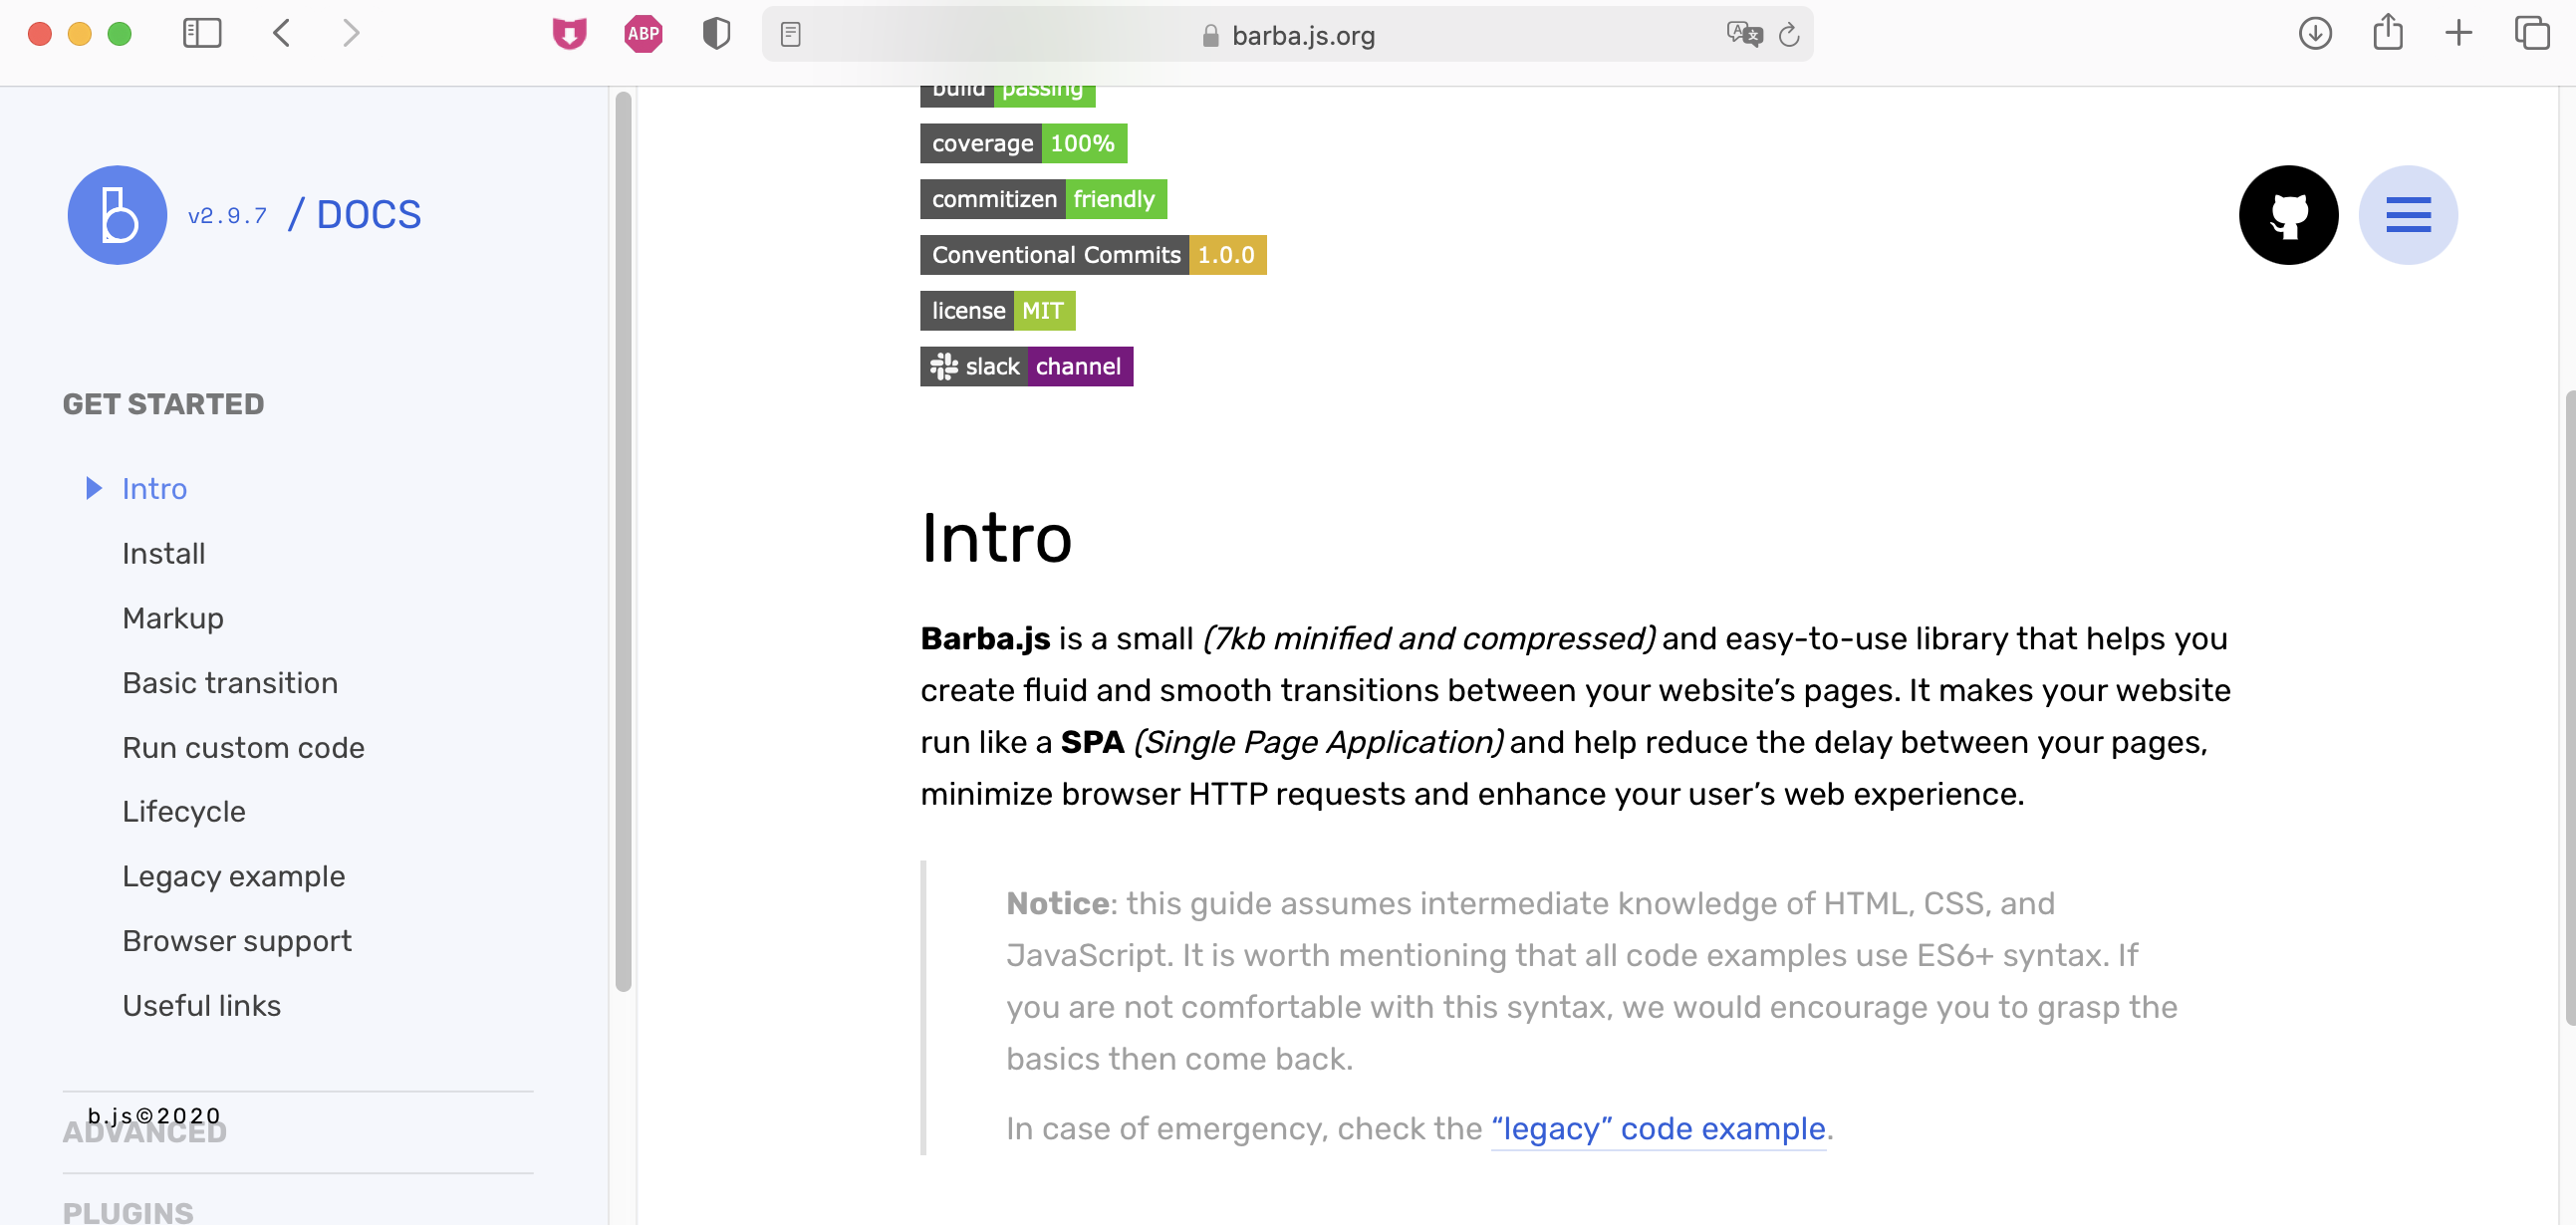 ABP
barba.js.org
build passing
coverage 100%
commitizen friendly
Conventional Commits 1.0.0
license MIT
slack channel
b v2.9.7 / DOCS
GET STARTED
Intro
Install
Markup
Basic transition
Run custom code
Lifecycle
Legacy example
Browser support
Useful links
b.js©2020
ADVANCED
PLUGINS
Intro
Barba.js is a small (7kb minified and compressed) and easy-to-use library that helps you
create fluid and smooth transitions between your website’s pages. It makes your website
run like a SPA (Single Page Application) and help reduce the delay between your pages,
minimize browser HTTP requests and enhance your user’s web experience.
Notice: this guide assumes intermediate knowledge of HTML, CSS, and
JavaScript. It is worth mentioning that all code examples use ES6+ syntax. If
you are not comfortable with this syntax, we would encourage you to grasp the
basics then come back.
In case of emergency, check the “legacy” code example.